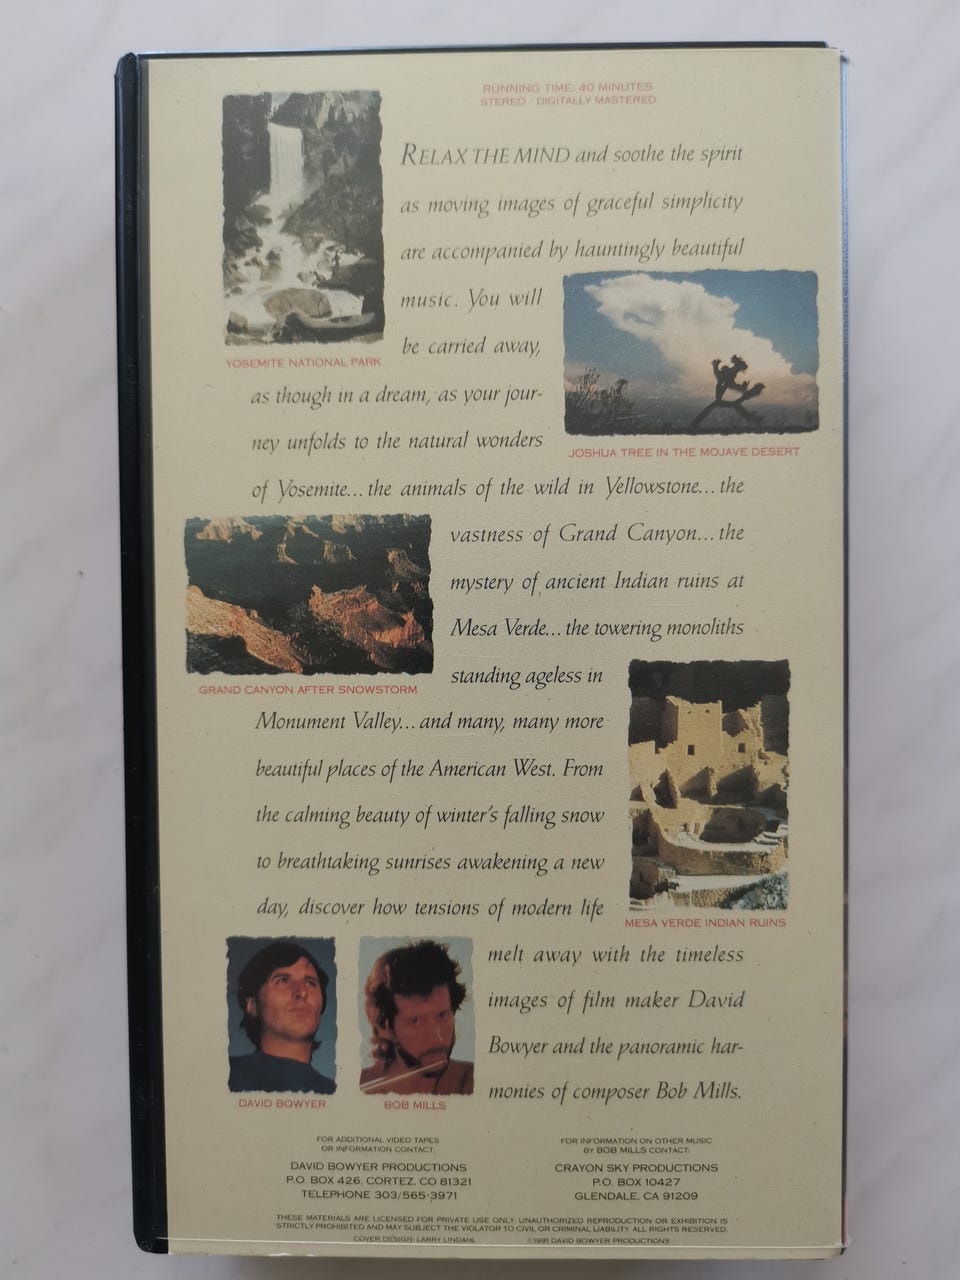 RUNNING TIME: 40 MINUTES
STEREO - DIGITALLY MASTERED
RELAX THE MIND and soothe the spirit
as moving images of graceful simplicity
are accompanied by hauntingly beautiful
music. You will
be carried away,
as though in a dream, as your jour-
ney unfolds to the natural wonders
of Yosemite... the animals of the wild in Yellowstone... the
vastness of Grand Canyon... the
mystery of ancient Indian ruins at
Mesa Verde... the towering monoliths
standing ageless in
Monument Valley... and many, many more
beautiful places of the American West. From
the calming beauty of winter's falling snow
to breathtaking sunrises awakening a new
day, discover how tensions of modern life
melt away with the timeless
images of film maker David
Bowyer and the panoramic har-
monies of composer Bob Mills.
YOSEMITE NATIONAL PARK
JOSHUA TREE IN THE MOJAVE DESERT
GRAND CANYON AFTER SNOWSTORM
MESA VERDE INDIAN RUINS
DAVID BOWYER
BOB MILLS
FOR ADDITIONAL VIDEO TAPES
OR INFORMATION CONTACT:
DAVID BOWYER PRODUCTIONS
P.O. BOX 426, CORTEZ, CO 81321
TELEPHONE 303/565-3971
FOR INFORMATION ON OTHER MUSIC
BY BOB MILLS CONTACT:
CRAYON SKY PRODUCTIONS
P.O. BOX 10427
GLENDALE, CA 91209
THESE MATERIALS ARE LICENSED FOR PRIVATE USE ONLY. UNAUTHORIZED REPRODUCTION OR EXHIBITION IS
STRICTLY PROHIBITED AND MAY SUBJECT THE VIOLATOR TO CIVIL OR CRIMINAL LIABILITY. ALL RIGHTS RESERVED.
COVER DESIGN: LARRY LINDAHL ©1991 DAVID BOWYER PRODUCTIONS